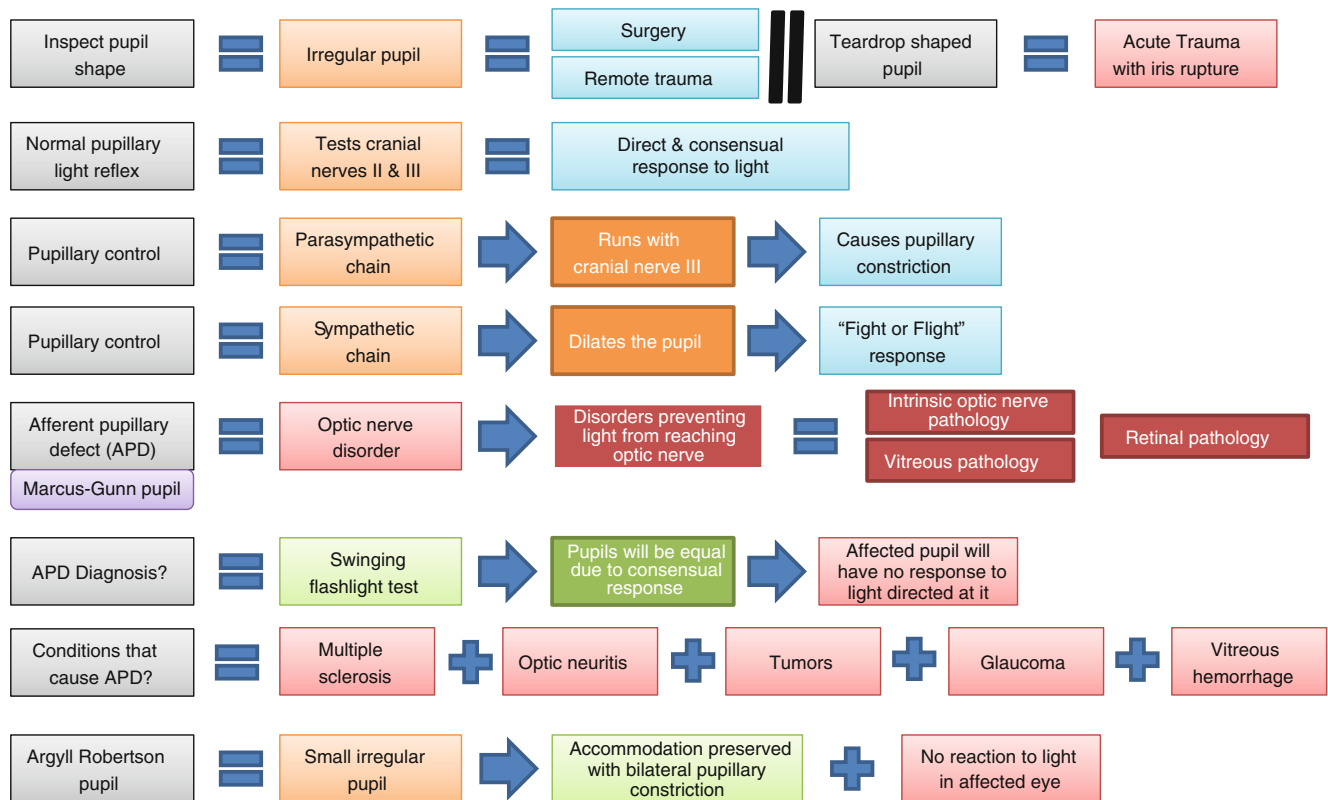 Inspect pupil
shape
Irregular pupil
Surgery
Remote trauma
Teardrop shaped
pupil
Acute Trauma
with iris rupture
Normal pupillary
light reflex
Tests cranial
nerves II & III
Direct & consensual
response to light
Pupillary control
Parasympathetic
chain
Runs with
cranial nerve III
Causes pupillary
constriction
Pupillary control
Sympathetic
chain
Dilates the pupil
“Fight or Flight”
response
Afferent pupillary
defect (APD)
Marcus-Gunn pupil
Optic nerve
disorder
Disorders preventing
light from reaching
optic nerve
Intrinsic optic nerve
pathology
Vitreous pathology
Retinal pathology
APD Diagnosis?
Swinging
flashlight test
Pupils will be equal
due to consensual
response
Affected pupil will
have no response to
light directed at it
Conditions that
cause APD?
Multiple
sclerosis
Optic neuritis
Tumors
Glaucoma
Vitreous
hemorrhage
Argyll Robertson
pupil
Small irregular
pupil
Accommodation preserved
with bilateral pupillary
constriction
No reaction to light
in affected eye